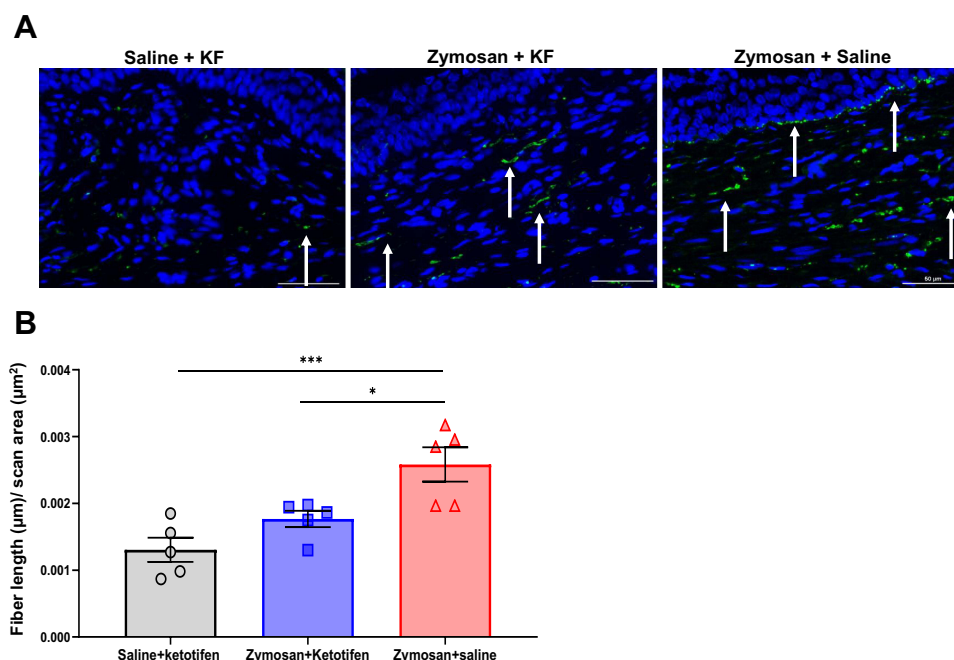 A
Saline + KF
Zymosan + KF
Zymosan + Saline
50 μm
B
Fiber length (μm)/ scan area (μm²)
0.004
0.003
0.002
0.001
0.000
***
*
Saline+ketotifen
Zymosan+Ketotifen
Zymosan+saline